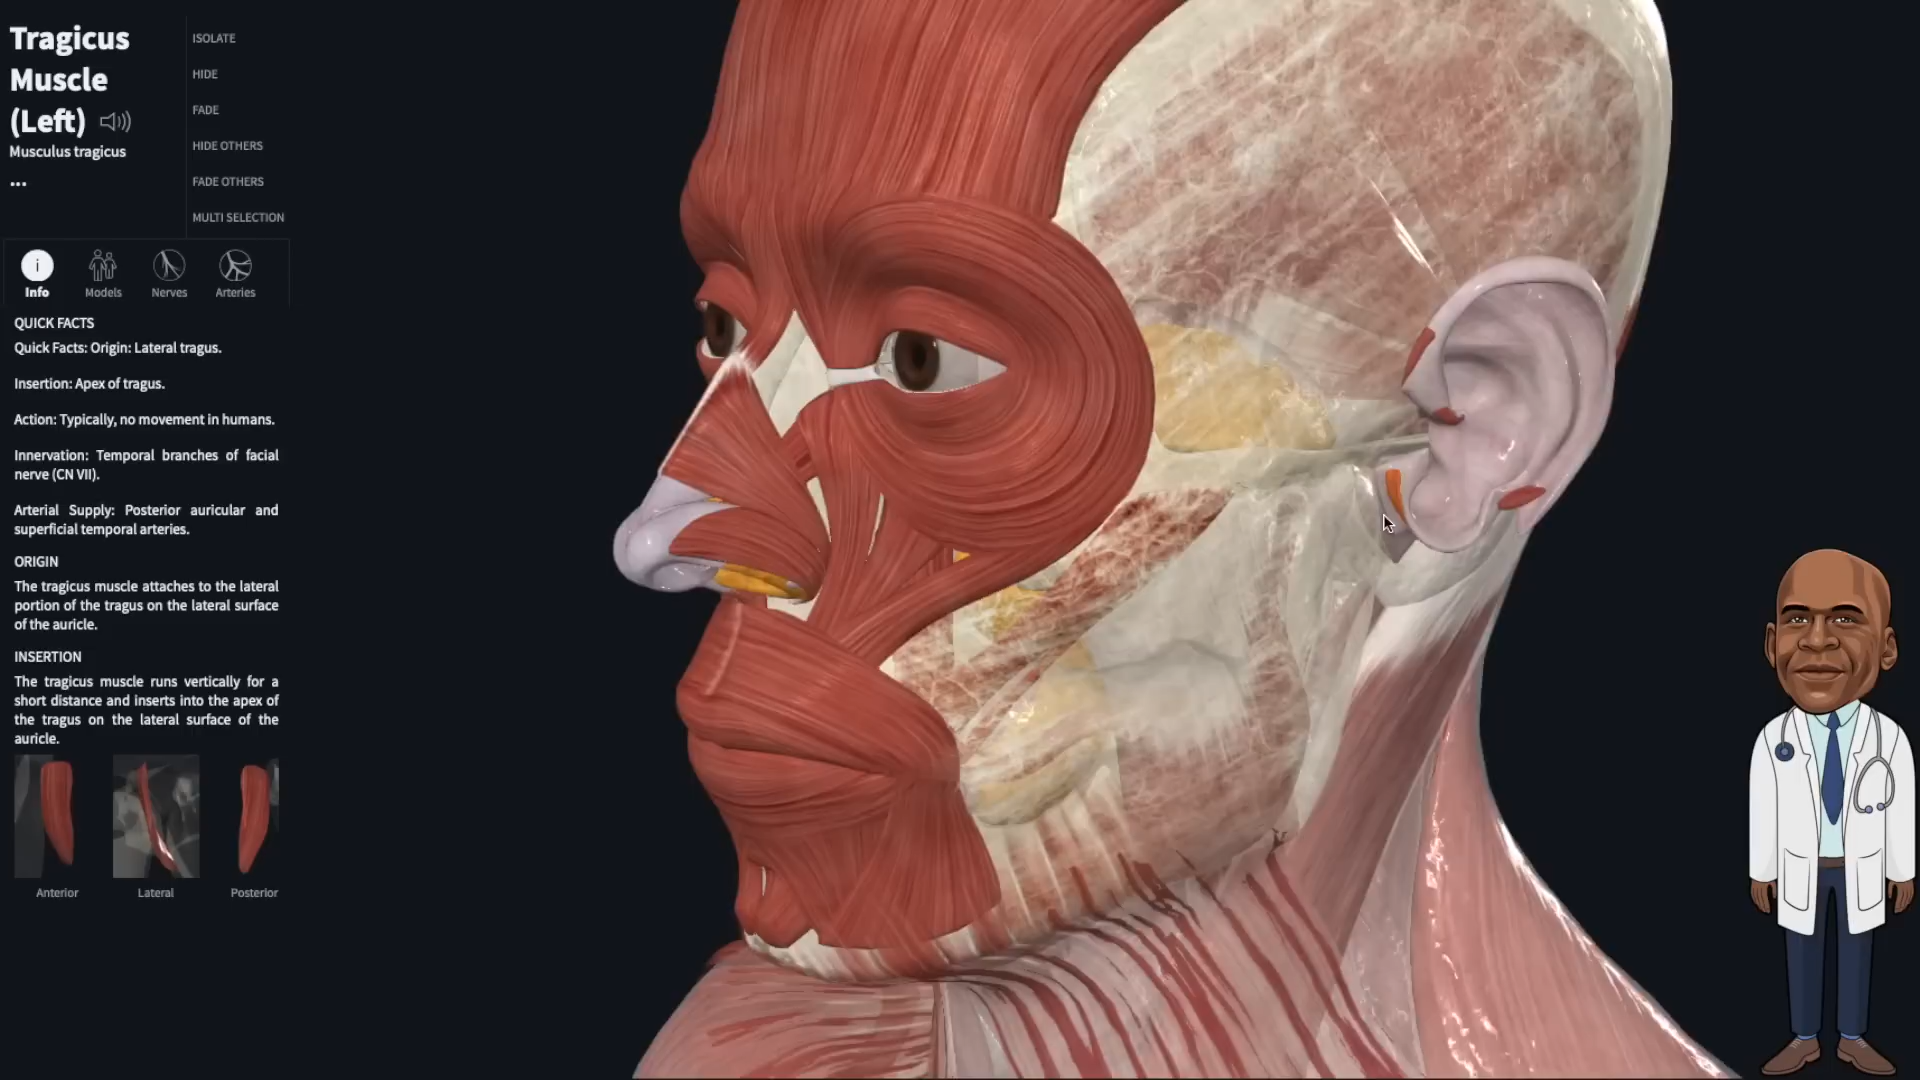 Tragicus
Muscle
(Left)
Musculus tragicus
...
ISOLATE
HIDE
FADE
HIDE OTHERS
FADE OTHERS
MULTI SELECTION
i
Info
Models
Nerves
Arteries
QUICK FACTS
Quick Facts: Origin: Lateral tragus.
Insertion: Apex of tragus.
Action: Typically, no movement in humans.
Innervation: Temporal branches of facial
nerve (CN VII).
Arterial Supply: Posterior auricular and
superficial temporal arteries.
ORIGIN
The tragicus muscle attaches to the lateral
portion of the tragus on the lateral surface
of the auricle.
INSERTION
The tragicus muscle runs vertically for a
short distance and inserts into the apex of
the tragus on the lateral surface of the
auricle.
Anterior
Lateral
Posterior